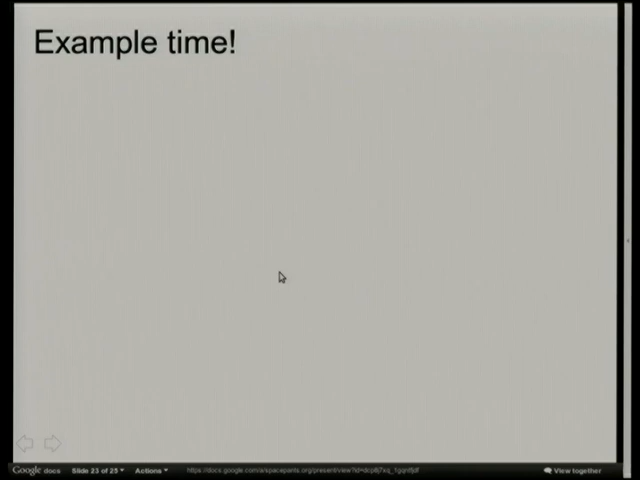 Example time!
Google docs Slide 23 of 25 Actions View together